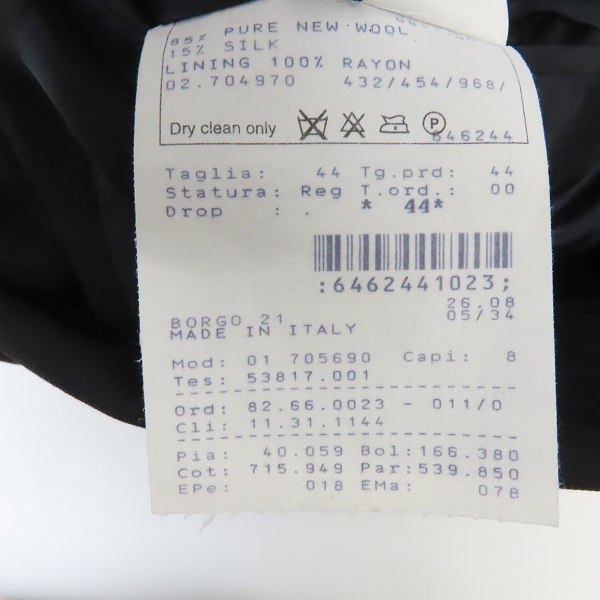 85% PURE NEW WOOL
15% SILK
LINING 100% RAYON
02.704970 432/454/968/
Dry clean only P
646244
Taglia: 44 Tg.prd: 44
Statura: Reg T.ord.: 00
Drop : . * 44*
:6462441023;
26.08
BORGO 21 05/34
MADE IN ITALY
Mod: 01 705690 Capi: 8
Tes: 53817.001
Ord: 82.66.0023 - 011/0
Cli: 11.31.1144
Pia: 40.059 Bol:166.380
Cot: 715.949 Par:539.850
EPe: 018 EMa: 078